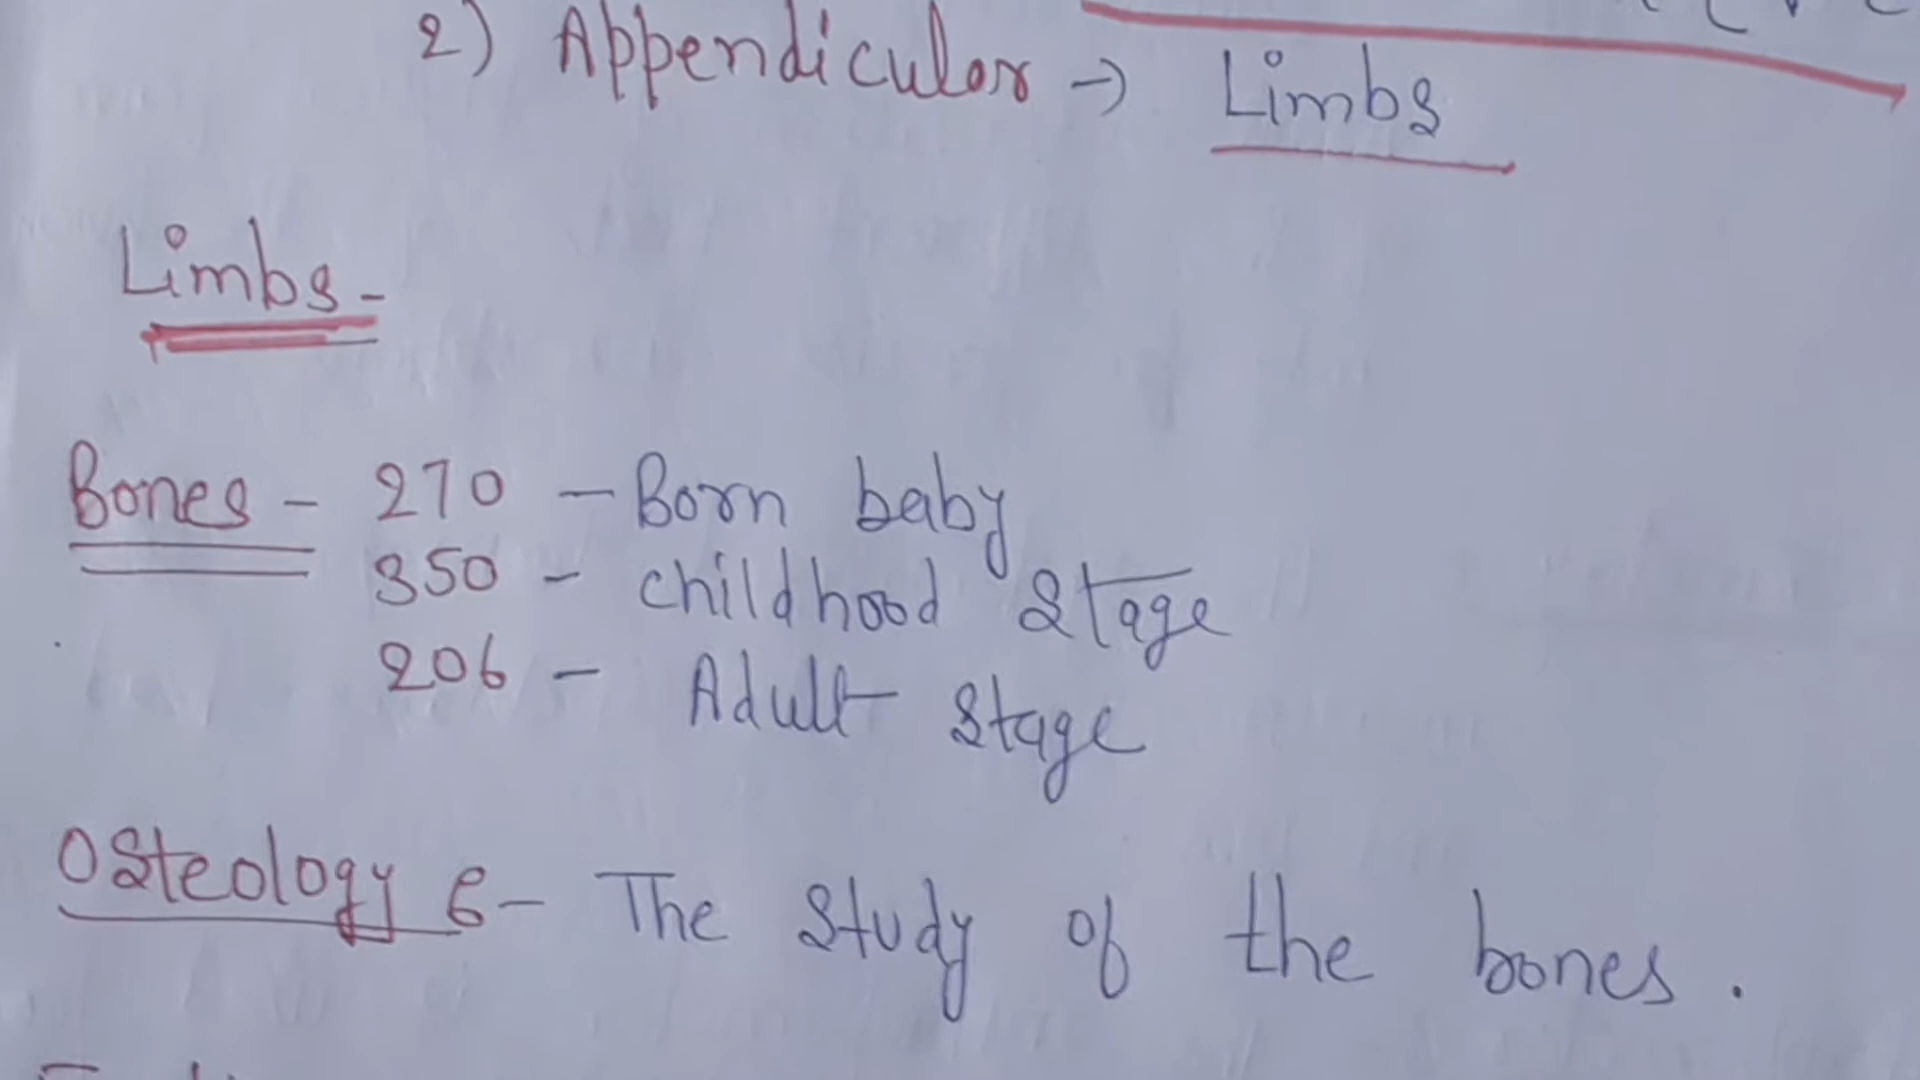 2) Appendicular → Limbs
Limbs -
Bones - 270 - Born baby
350 - childhood Stage
206 - Adult Stage
Osteology :- The Study of the bones.